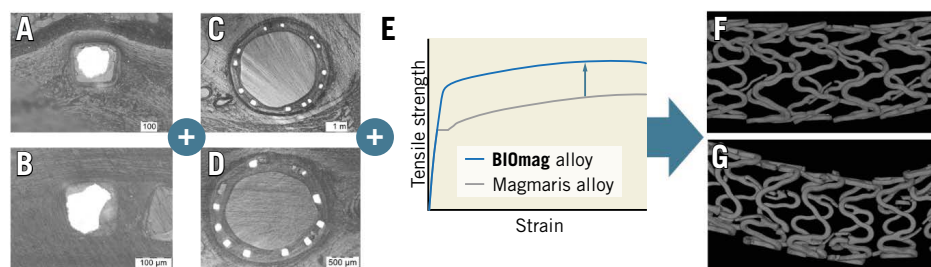 A
100
B
100 µm
+
C
1 m
D
500 µm
+
E
Tensile strength
BIOmag alloy
Magmaris alloy
Strain
F
G